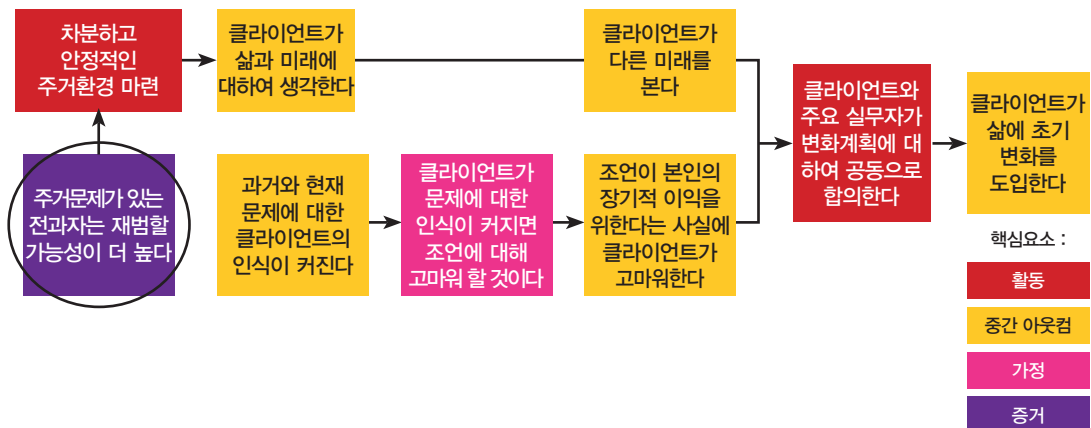 차분하고
안정적인
주거환경 마련
클라이언트가
삶과 미래에
대하여 생각한다
클라이언트가
다른 미래를
본다
클라이언트와
주요 실무자가
변화계획에 대
하여 공동으로
합의한다
클라이언트가
삶에 초기
변화를
도입한다
주거문제가 있는
전과자는 재범할
가능성이 더 높다
과거와 현재
문제에 대한
클라이언트의
인식이 커진다
클라이언트가
문제에 대한
인식이 커지면
조언에 대해
고마워 할 것이다
조언이 본인의
장기적 이익을
위한다는 사실에
클라이언트가
고마워한다
핵심요소 :
활동
중간 아웃컴
가정
증거